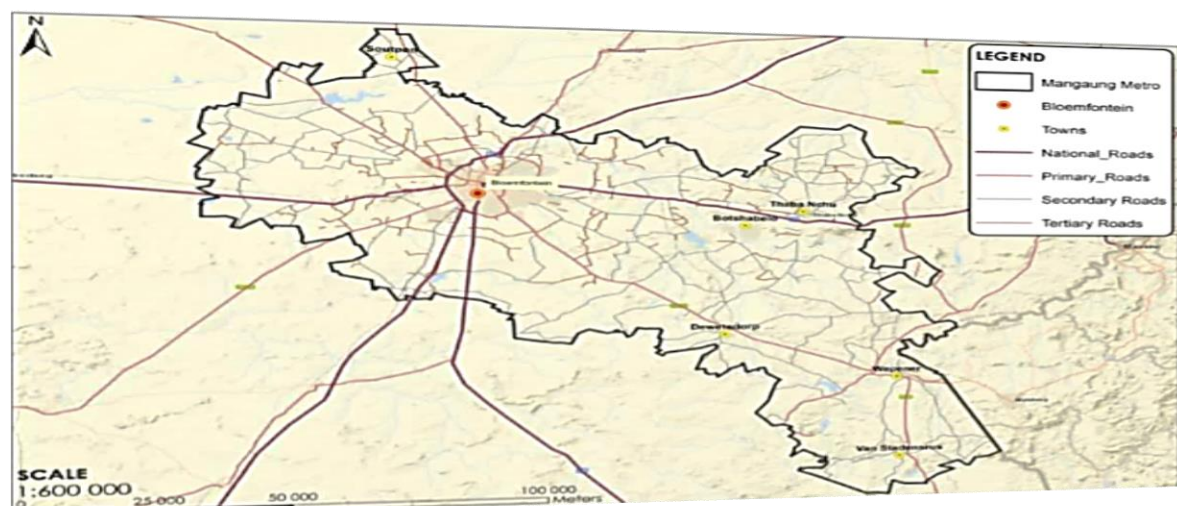 N
Soutpan
LEGEND
Mangaung Metro
Bloemfontein
Towns
National_Roads
Primary_Roads
Secondary Roads
Tertiary Roads
Bloemfontein
Thaba Nchu
Botshabelo
Dewetsdorp
Wepener
Van Stadensrus
SCALE
1:600 000
0 25 000 50 000 100 000
Meters